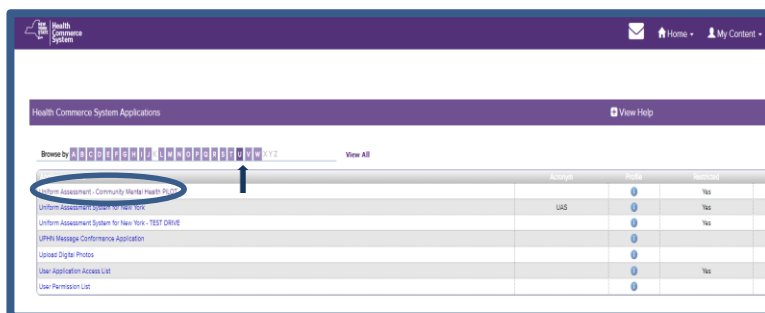 NEW YORK STATE
Health Commerce System
Home
My Content
Health Commerce System Applications
View Help
Browse by A B C D E F G H I J K L M N O P Q R S T U V W X Y Z
View All
Acronym Profile Restricted
Uniform Assessment - Community Mental Health PILOT Yes
Uniform Assessment System for New York UAS Yes
Uniform Assessment System for New York - TEST DRIVE Yes
UPHN Message Conformance Application
Upload Digital Photos
User Application Access List Yes
User Permission List